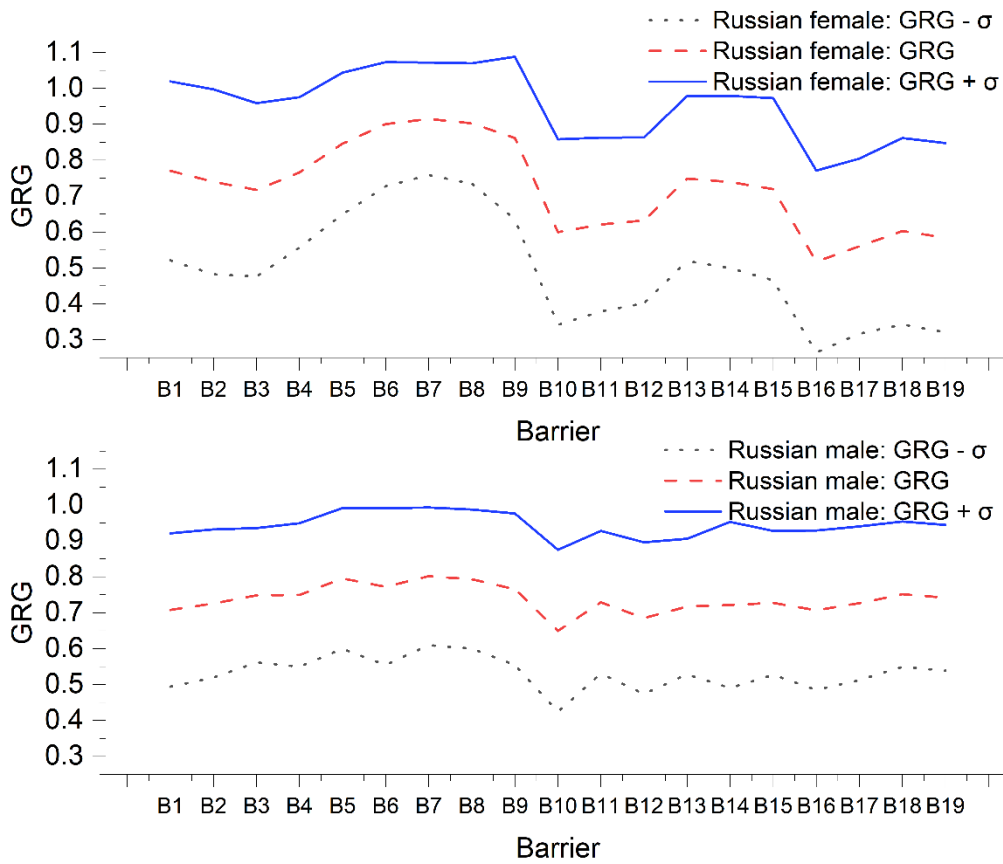 Russian female: GRG - σ
Russian female: GRG
Russian female: GRG + σ
1.1
1.0
0.9
0.8
0.7
0.6
0.5
0.4
0.3
GRG
B1 B2 B3 B4 B5 B6 B7 B8 B9 B10 B11 B12 B13 B14 B15 B16 B17 B18 B19
Barrier
Russian male: GRG - σ
Russian male: GRG
Russian male: GRG + σ
1.1
1.0
0.9
0.8
0.7
0.6
0.5
0.4
0.3
GRG
B1 B2 B3 B4 B5 B6 B7 B8 B9 B10 B11 B12 B13 B14 B15 B16 B17 B18 B19
Barrier